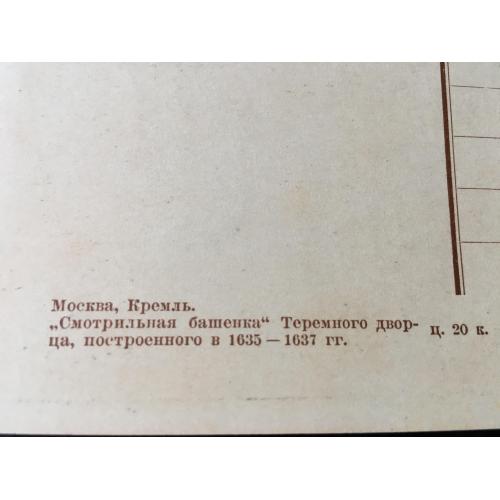 Москва, Кремль.
„Смотрильная башенка“ Теремного двор-
ца, построенного в 1635 — 1637 гг.
ц. 20 к.